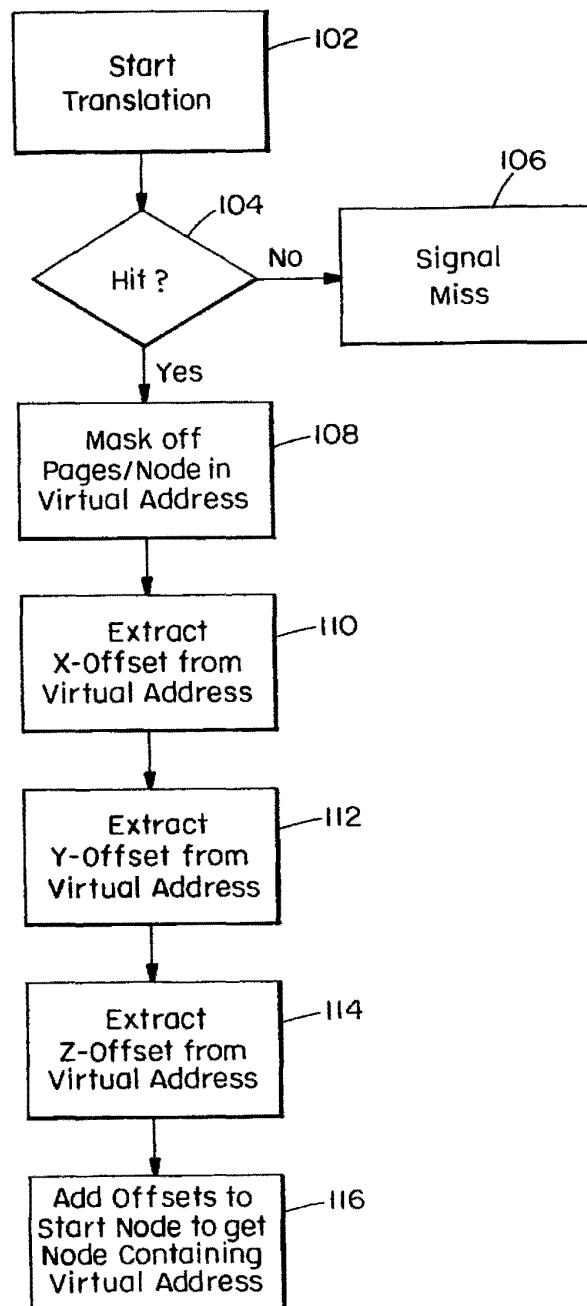 Start
Translation
102
104
Hit ?
No
106
Signal
Miss
Yes
Mask off
Pages/Node in
Virtual Address
108
Extract
X-Offset from
Virtual Address
110
Extract
Y-Offset from
Virtual Address
112
Extract
Z-Offset from
Virtual Address
114
Add Offsets to
Start Node to get
Node Containing
Virtual Address
116